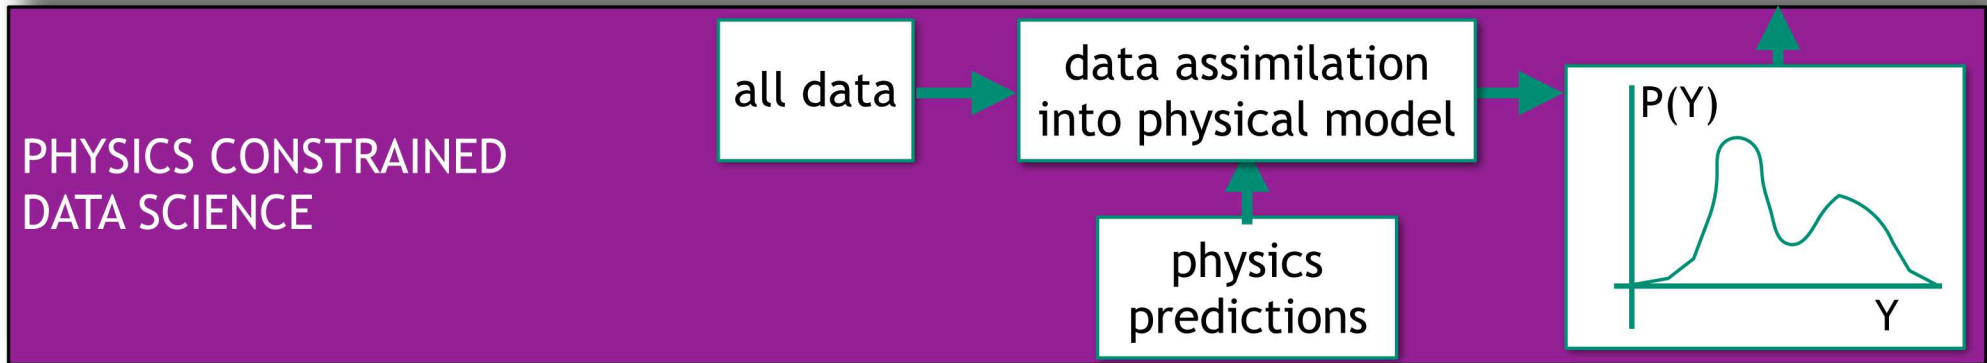 PHYSICS CONSTRAINED
DATA SCIENCE
all data
data assimilation
into physical model
physics
predictions
P(Y)
Y